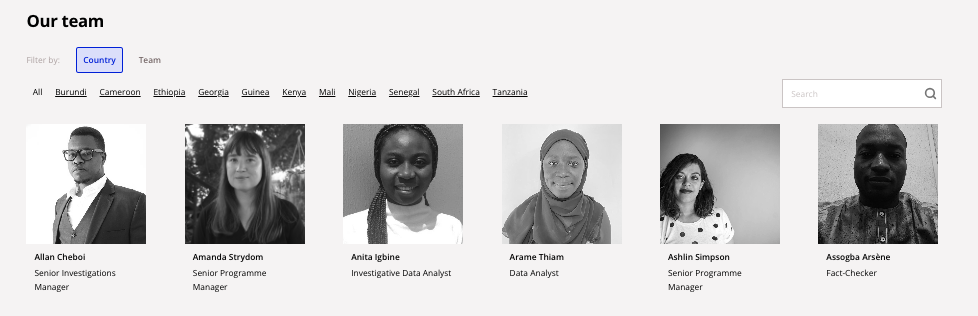 Our team
Filter by: Country Team
All Burundi Cameroon Ethiopia Georgia Guinea Kenya Mali Nigeria Senegal South Africa Tanzania
Search
Allan Cheboi
Senior Investigations
Manager
Amanda Strydom
Senior Programme
Manager
Anita Igbine
Investigative Data Analyst
Arame Thiam
Data Analyst
Ashlin Simpson
Senior Programme
Manager
Assogba Arsène
Fact-Checker